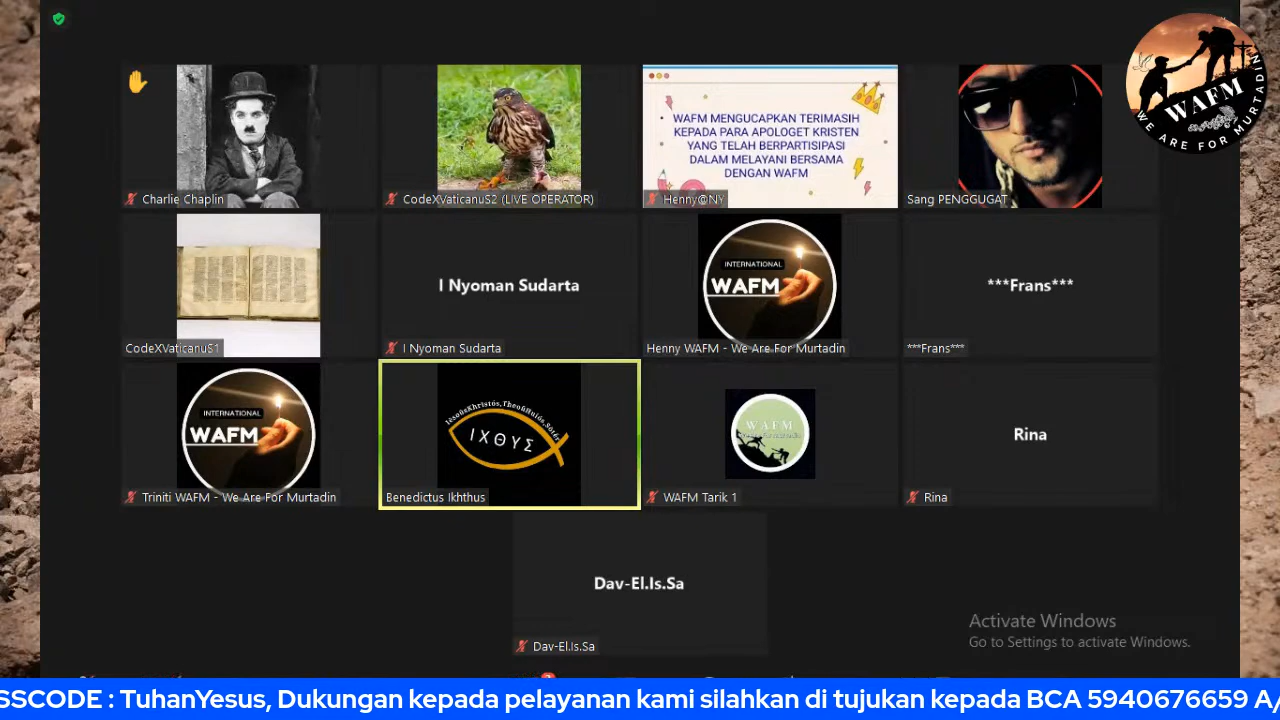 WAFM
WE ARE FOR MURTADIN
WAFM MENGUCAPKAN TERIMASIH
KEPADA PARA APOLOGET KRISTEN
YANG TELAH BERPARTISIPASI
DALAM MELAYANI BERSAMA
DENGAN WAFM
Charlie Chaplin
CodeXVaticanuS2 (LIVE OPERATOR)
Henny@NY
Sang PENGGUGAT
I Nyoman Sudarta
INTERNATIONAL
WAFM
***Frans***
CodeXVaticanuS1
I Nyoman Sudarta
Henny WAFM - We Are For Murtadin
***Frans***
INTERNATIONAL
WAFM
IesousKhristós,TheoûHuiós,Sōtér
ΙΧΘΥΣ
WAFM
Rina
Triniti WAFM - We Are For Murtadin
Benedictus Ikhthus
WAFM Tarik 1
Rina
Dav-El.Is.Sa
Dav-El.Is.Sa
Activate Windows
Go to Settings to activate Windows.
SSCODE : TuhanYesus, Dukungan kepada pelayanan kami silahkan di tujukan kepada BCA 5940676659 A/